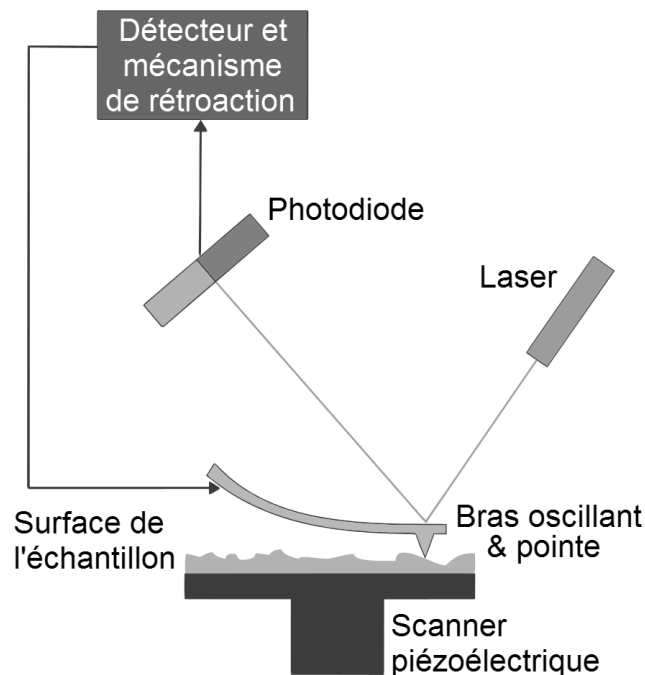 Détecteur et
mécanisme
de rétroaction
Photodiode
Laser
Bras oscillant
& pointe
Surface de
l'échantillon
Scanner
piézoélectrique